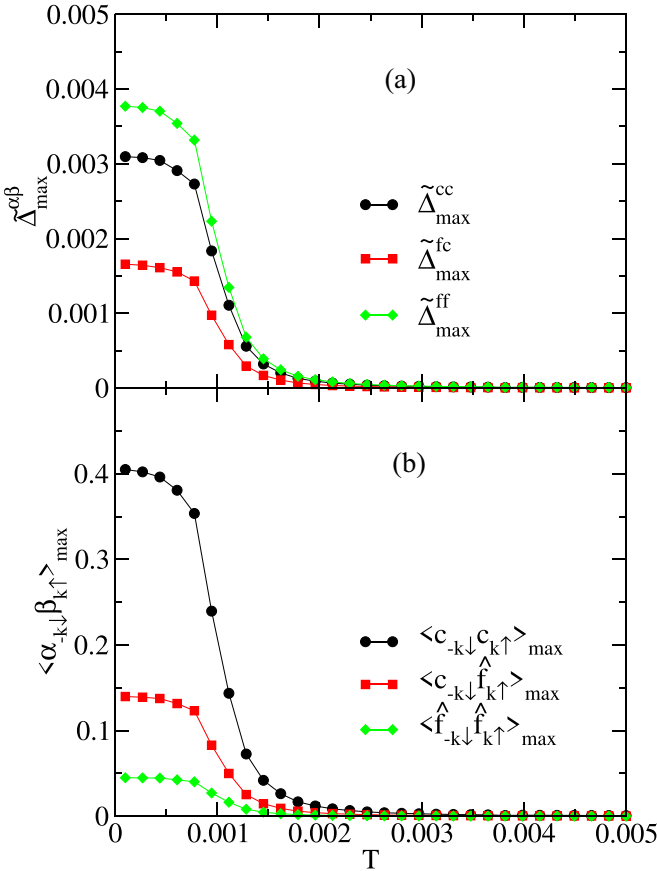 0.005
(a)
0.004
0.003
Δ̃^{αβ}_{max}
Δ̃^{cc}_{max}
0.002
Δ̃^{fc}_{max}
0.001
Δ̃^{ff}_{max}
0
(b)
0.4
0.3
<α_{-k↓}β_{k↑}>_{max}
0.2
<c_{-k↓}c_{k↑}>_{max}
<c_{-k↓}f̂_{k↑}>_{max}
0.1
<f̂_{-k↓}f̂_{k↑}>_{max}
0
0 0.001 0.002 0.003 0.004 0.005
T